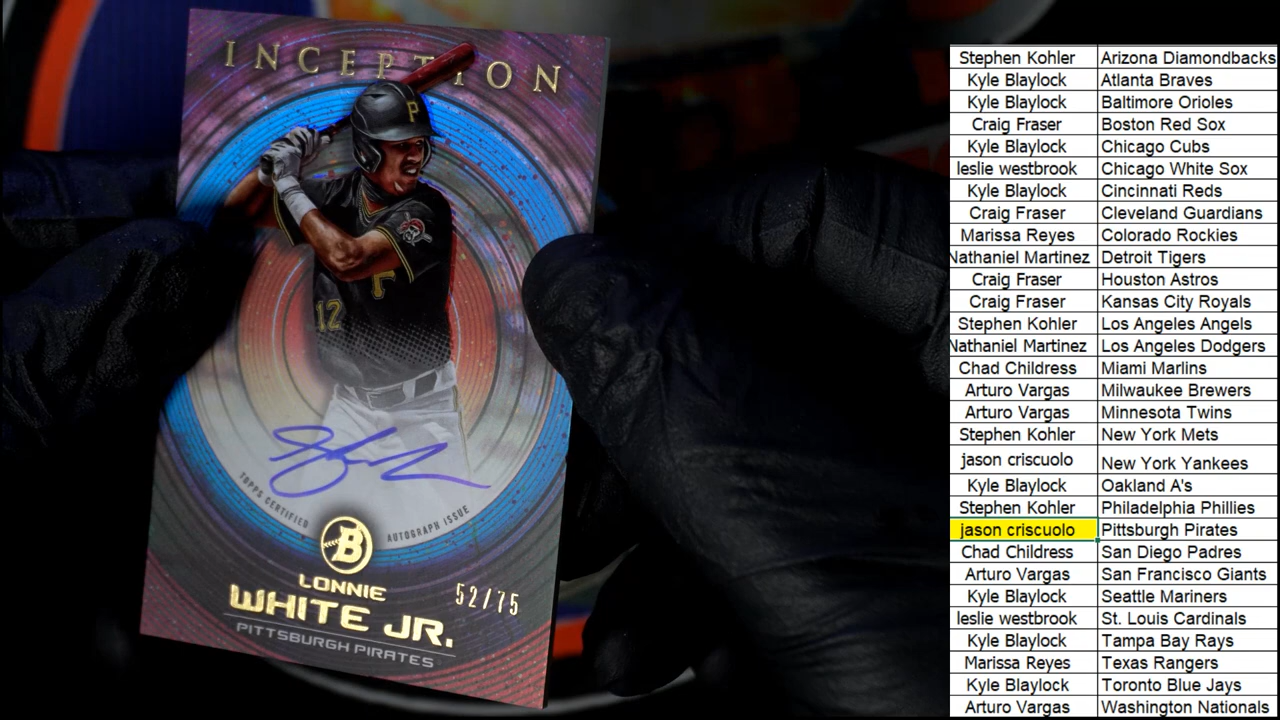 INCEPTION
P
P
12
TOPPS CERTIFIED AUTOGRAPH ISSUE
B
LONNIE
WHITE JR.
52/75
PITTSBURGH PIRATES
Stephen Kohler Arizona Diamondbacks
Kyle Blaylock Atlanta Braves
Kyle Blaylock Baltimore Orioles
Craig Fraser Boston Red Sox
Kyle Blaylock Chicago Cubs
leslie westbrook Chicago White Sox
Kyle Blaylock Cincinnati Reds
Craig Fraser Cleveland Guardians
Marissa Reyes Colorado Rockies
Nathaniel Martinez Detroit Tigers
Craig Fraser Houston Astros
Craig Fraser Kansas City Royals
Stephen Kohler Los Angeles Angels
Nathaniel Martinez Los Angeles Dodgers
Chad Childress Miami Marlins
Arturo Vargas Milwaukee Brewers
Arturo Vargas Minnesota Twins
Stephen Kohler New York Mets
jason criscuolo New York Yankees
Kyle Blaylock Oakland A's
Stephen Kohler Philadelphia Phillies
jason criscuolo Pittsburgh Pirates
Chad Childress San Diego Padres
Arturo Vargas San Francisco Giants
Kyle Blaylock Seattle Mariners
leslie westbrook St. Louis Cardinals
Kyle Blaylock Tampa Bay Rays
Marissa Reyes Texas Rangers
Kyle Blaylock Toronto Blue Jays
Arturo Vargas Washington Nationals